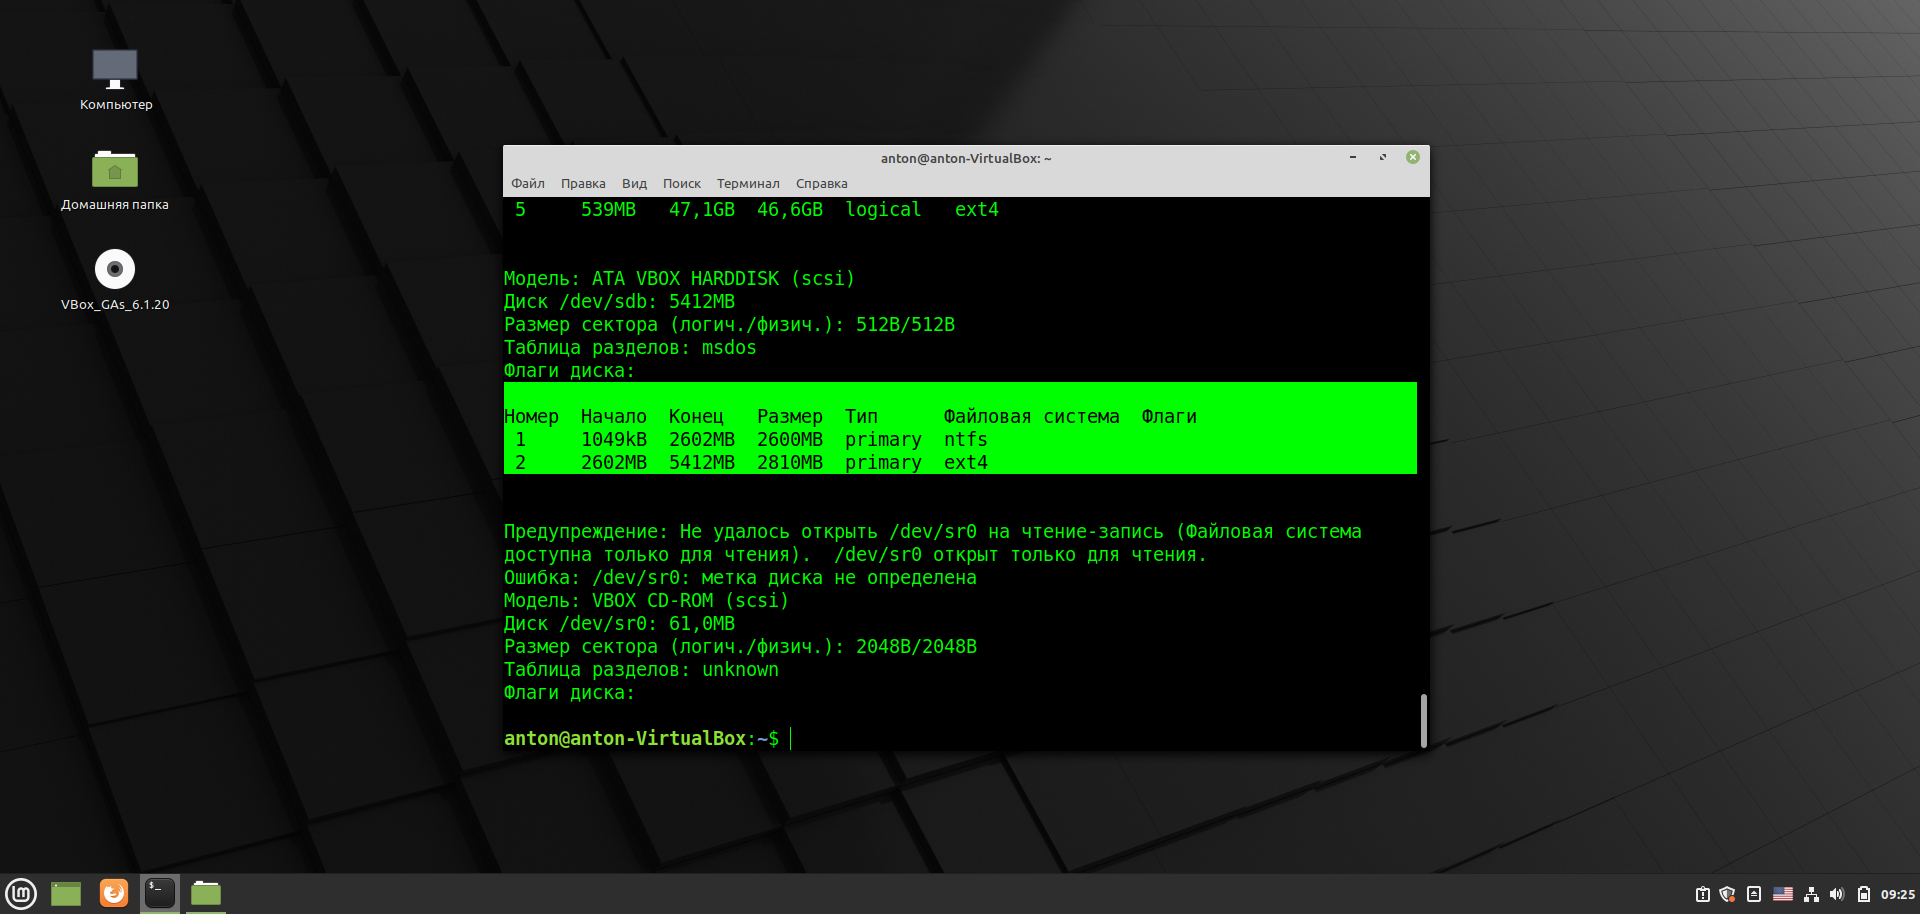 Компьютер
Домашняя папка
VBox_GAs_6.1.20
anton@anton-VirtualBox: ~
Файл Правка Вид Поиск Терминал Справка
5 539MB 47,1GB 46,6GB logical ext4
Модель: ATA VBOX HARDDISK (scsi)
Диск /dev/sdb: 5412MB
Размер сектора (логич./физич.): 512B/512B
Таблица разделов: msdos
Флаги диска:
Номер Начало Конец Размер Тип Файловая система Флаги
1 1049kB 2602MB 2600MB primary ntfs
2 2602MB 5412MB 2810MB primary ext4
Предупреждение: Не удалось открыть /dev/sr0 на чтение-запись (Файловая система
доступна только для чтения). /dev/sr0 открыт только для чтения.
Ошибка: /dev/sr0: метка диска не определена
Модель: VBOX CD-ROM (scsi)
Диск /dev/sr0: 61,0MB
Размер сектора (логич./физич.): 2048B/2048B
Таблица разделов: unknown
Флаги диска:
anton@anton-VirtualBox:~$
09:25